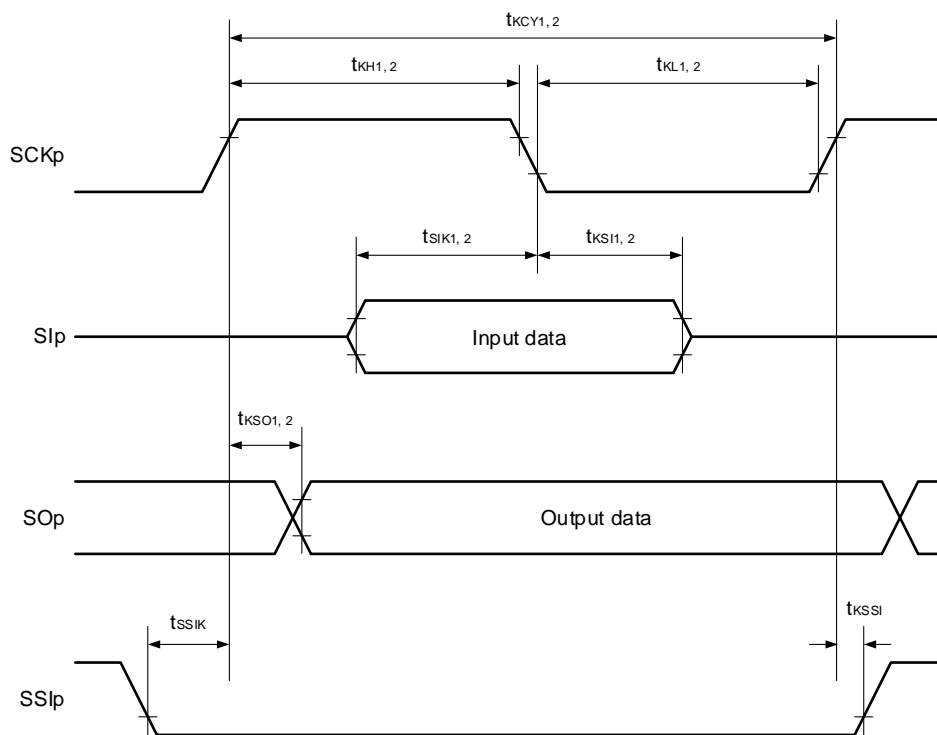 tKCY1, 2
tKH1, 2
tKL1, 2
SCKp
tSIK1, 2
tKSI1, 2
SIp
Input data
tKSO1, 2
SOp
Output data
tSSIK
tKSSI
SSIp